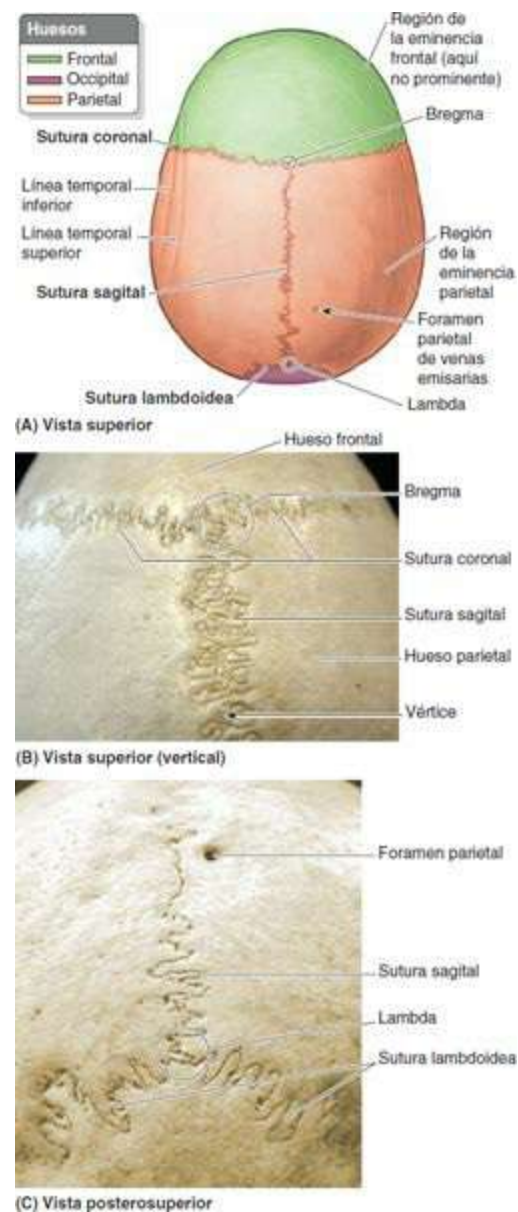 Huesos
Frontal
Occipital
Parietal
Región de
la eminencia
frontal (aquí
no prominente)
Bregma
Sutura coronal
Línea temporal
inferior
Línea temporal
superior
Región
de la
eminencia
parietal
Sutura sagital
Foramen
parietal
de venas
emisarias
Sutura lambdoidea
Lambda
(A) Vista superior
Hueso frontal
Bregma
Sutura coronal
Sutura sagital
Hueso parietal
Vértice
(B) Vista superior (vertical)
Foramen parietal
Sutura sagital
Lambda
Sutura lambdoidea
(C) Vista posterosuperior